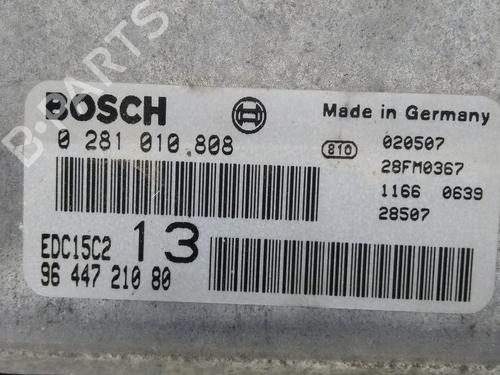 B-PARTS
BOSCH
Made in Germany
0 281 010 808
810
020507
28FM0367
1166 0639
28507
EDC15C2 13
96 447 210 80